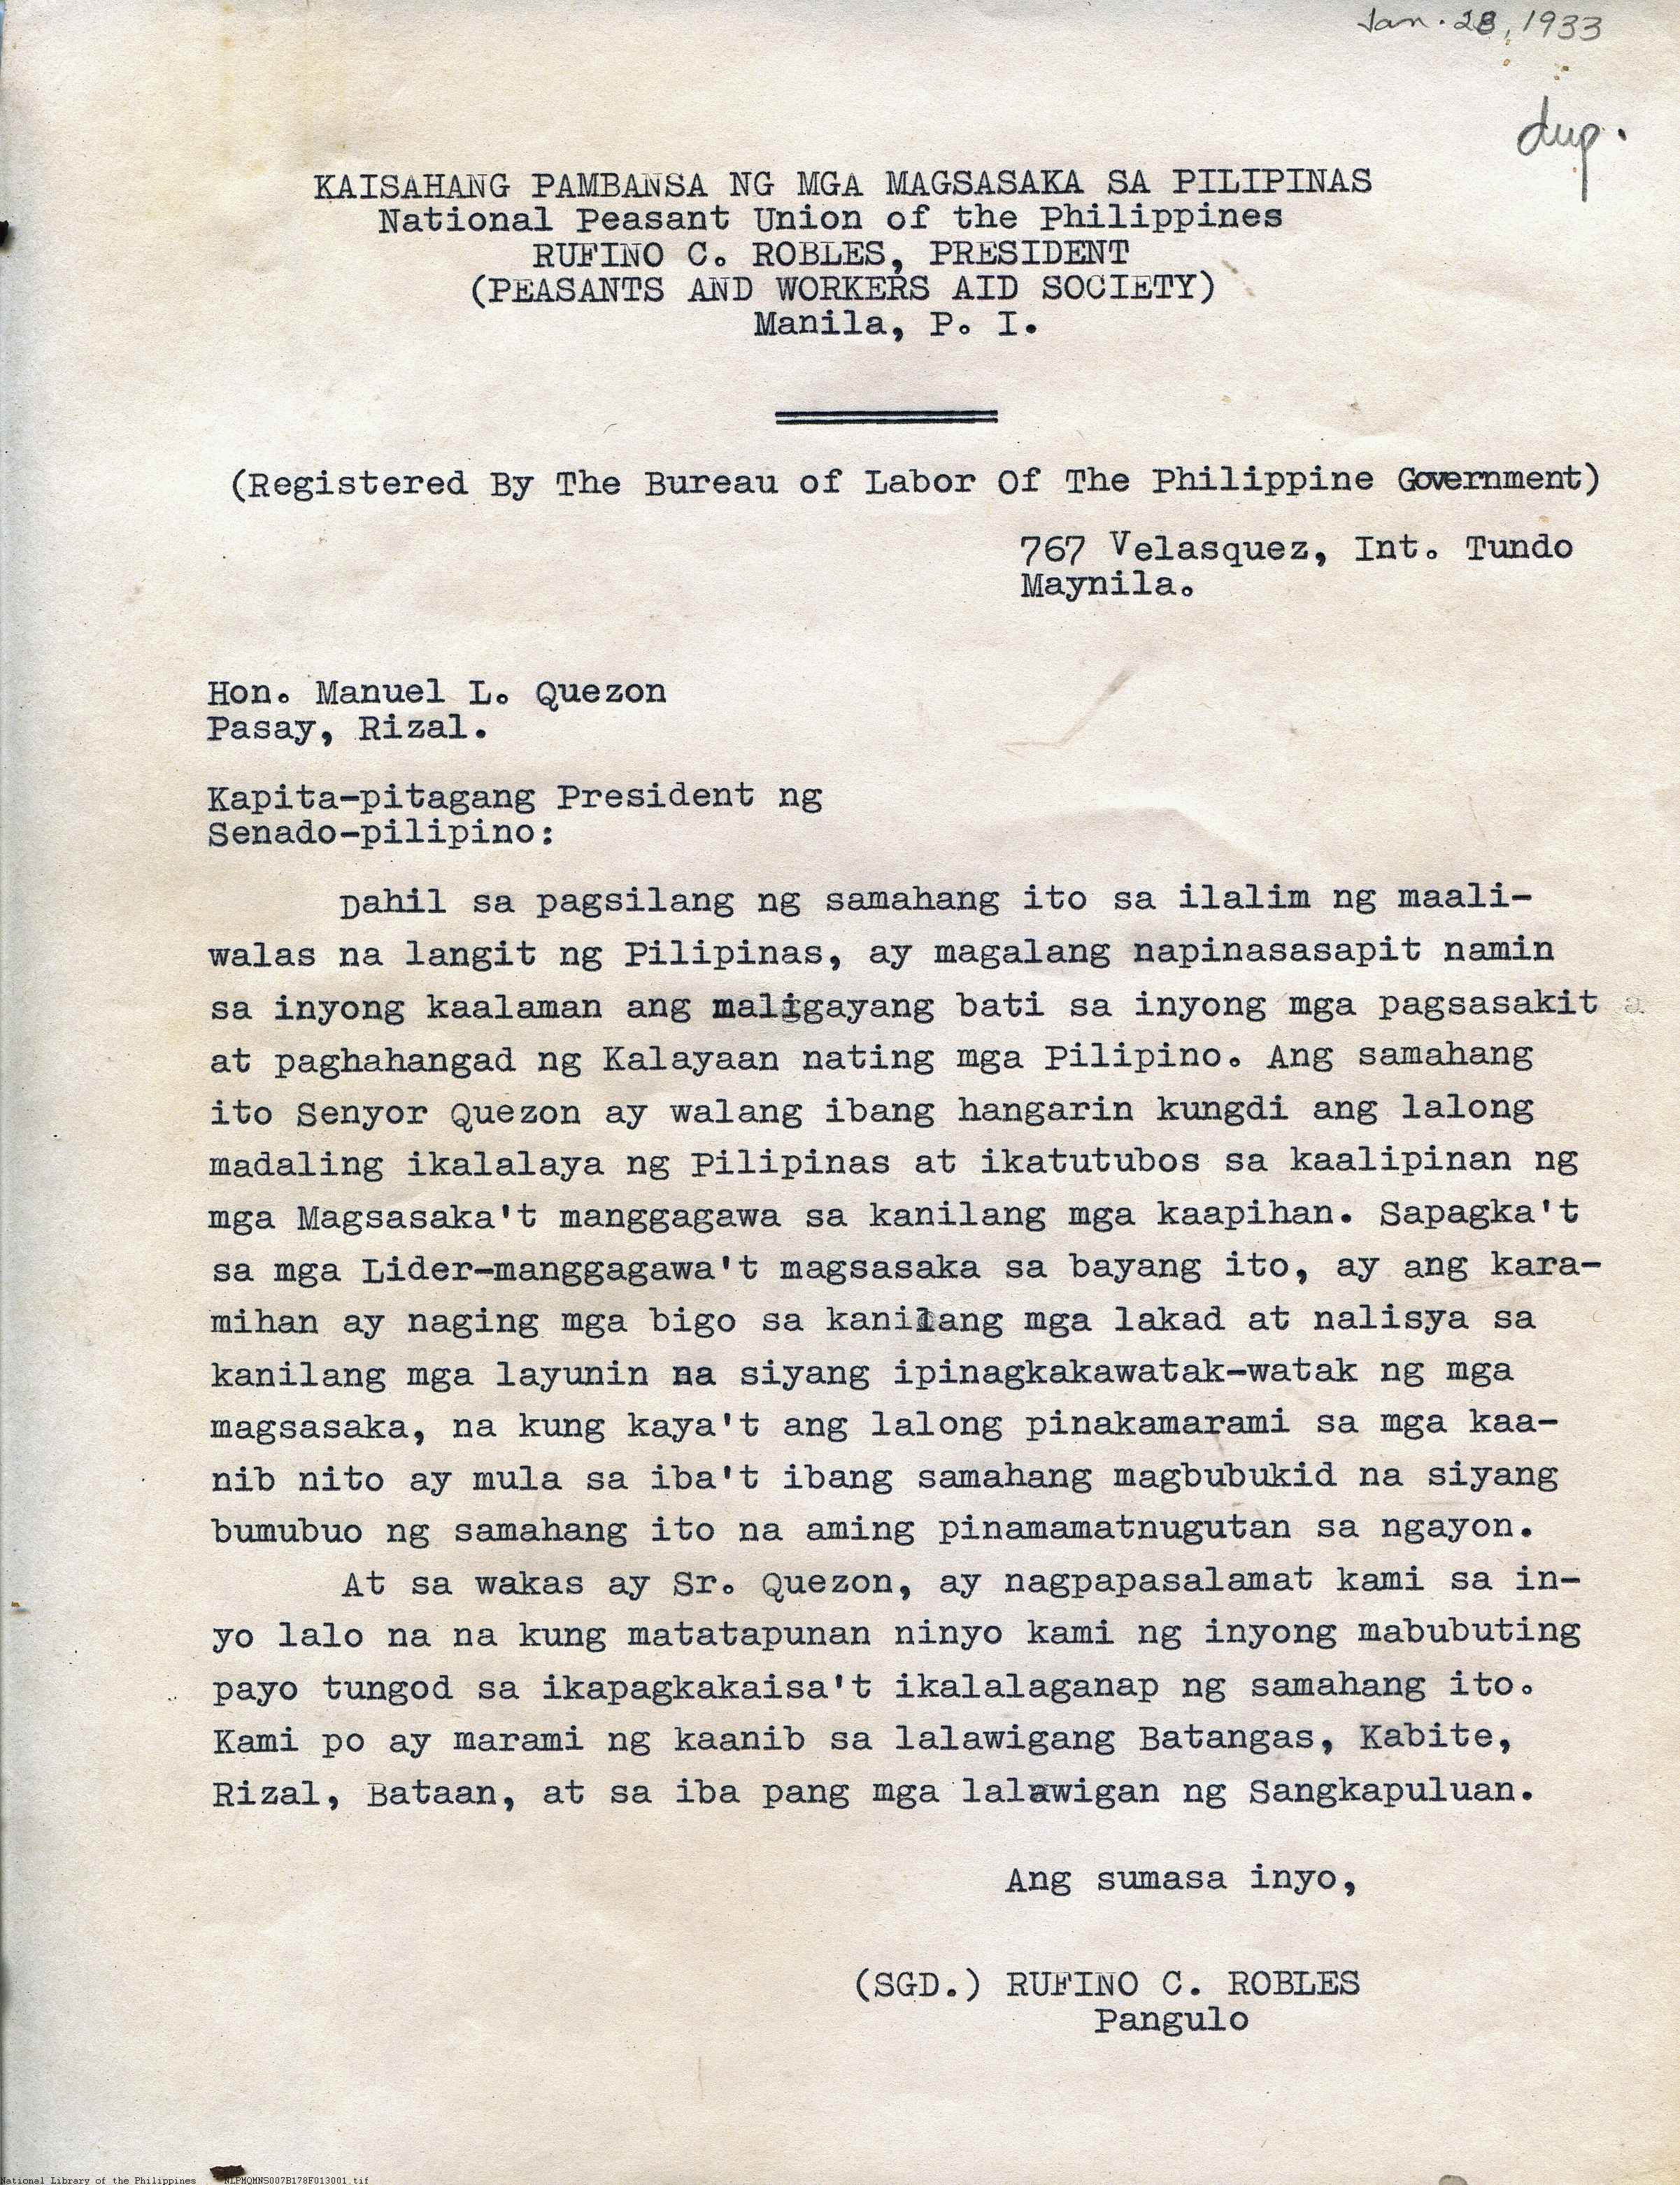 Jan. 28, 1933
dup.
KAISAHANG PAMBANSA NG MGA MAGSASAKA SA PILIPINAS
National Peasant Union of the Philippines
RUFINO C. ROBLES, PRESIDENT
(PEASANTS AND WORKERS AID SOCIETY)
Manila, P. I.
(Registered By The Bureau of Labor Of The Philippine Government)
767 Velasquez, Int. Tundo
Maynila.
Hon. Manuel L. Quezon
Pasay, Rizal.
Kapita-pitagang President ng
Senado-pilipino:
Dahil sa pagsilang ng samahang ito sa ilalim ng maali-
walas na langit ng Pilipinas, ay magalang napinasasapit namin
sa inyong kaalaman ang maligayang bati sa inyong mga pagsasakit
at paghahangad ng Kalayaan nating mga Pilipino. Ang samahang
ito Senyor Quezon ay walang ibang hangarin kungdi ang lalong
madaling ikalalaya ng Pilipinas at ikatutubos sa kaalipinan ng
mga Magsasaka't manggagawa sa kanilang mga kaapihan. Sapagka't
sa mga Lider-manggagawa't magsasaka sa bayang ito, ay ang kara-
mihan ay naging mga bigo sa kanilang mga lakad at nalisya sa
kanilang mga layunin na siyang ipinagkakawatak-watak ng mga
magsasaka, na kung kaya't ang lalong pinakamarami sa mga kaa-
nib nito ay mula sa iba't ibang samahang magbubukid na siyang
bumubuo ng samahang ito na aming pinamamatnugutan sa ngayon.
At sa wakas ay Sr. Quezon, ay nagpapasalamat kami sa in-
yo lalo na na kung matatapunan ninyo kami ng inyong mabubuting
payo tungod sa ikapagkakaisa't ikalalaganap ng samahang ito.
Kami po ay marami ng kaanib sa lalawigang Batangas, Kabite,
Rizal, Bataan, at sa iba pang mga lalawigan ng Sangkapuluan.
Ang sumasa inyo,
(SGD.) RUFINO C. ROBLES
Pangulo
National Library of the Philippines NLPMQMNS007B178F013001.tif